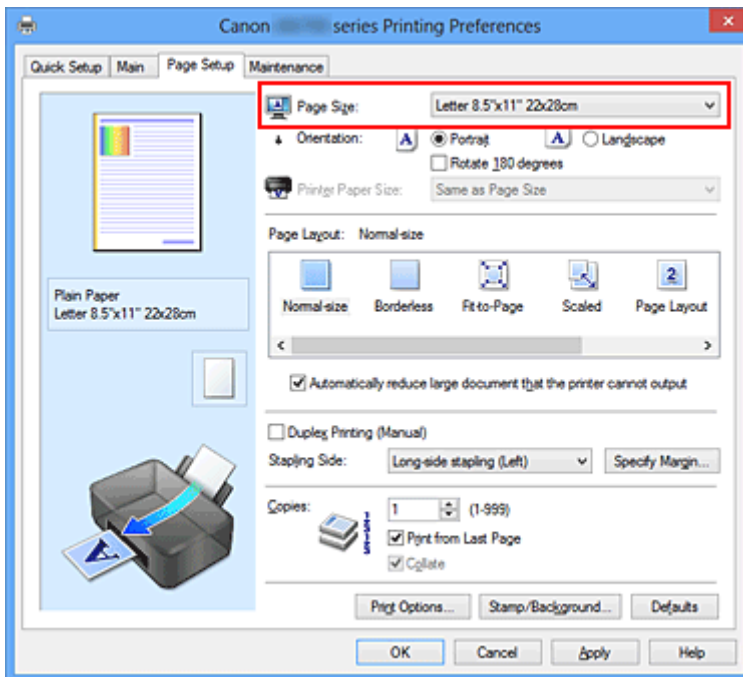 Canon series Printing Preferences
Quick Setup Main Page Setup Maintenance
Page Size: Letter 8.5"x11" 22x28cm
Orientation: A Portrait A Landscape
Rotate 180 degrees
Printer Paper Size: Same as Page Size
Page Layout: Normal-size
2
Normal-size Borderless Fit-to-Page Scaled Page Layout
Plain Paper
Letter 8.5"x11" 22x28cm
Automatically reduce large document that the printer cannot output
Duplex Printing (Manual)
Stapling Side: Long-side stapling (Left) Specify Margin...
Copies: 1 (1-999)
Print from Last Page
Collate
Print Options... Stamp/Background... Defaults
OK Cancel Apply Help